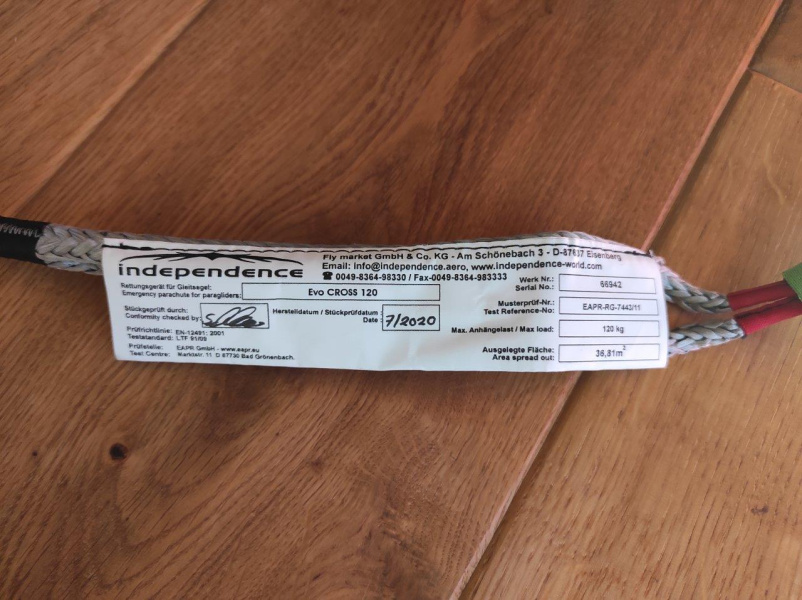 independence
Fly market GmbH & Co. KG - Am Schönebach 3 - D-87637 Eisenberg
Email: info@independence.aero, www.independence-world.com
☎ 0049-8364-98330 / Fax-0049-8364-983333
Rettungsgerät für Gleitsegel:
Emergency parachute for paragliders:
Evo CROSS 120
Werk Nr.:
Serial No.:
66942
Stückgeprüft durch:
Conformity checked by:
Herstelldatum / Stückprüfdatum:
Date:
7/2020
Musterprüf-Nr.:
Test Reference-No:
EAPR-RG-7443/11
Max. Anhängelast / Max load:
120 kg
Prüfrichtlinie: EN-12491: 2001
Teststandard: LTF 91/09
Prüfstelle: EAPR GmbH - www.eapr.eu
Test Centre: Marktstr. 11 D 87730 Bad Grönenbach.
Ausgelegte Fläche:
Area spread out:
36,81m²